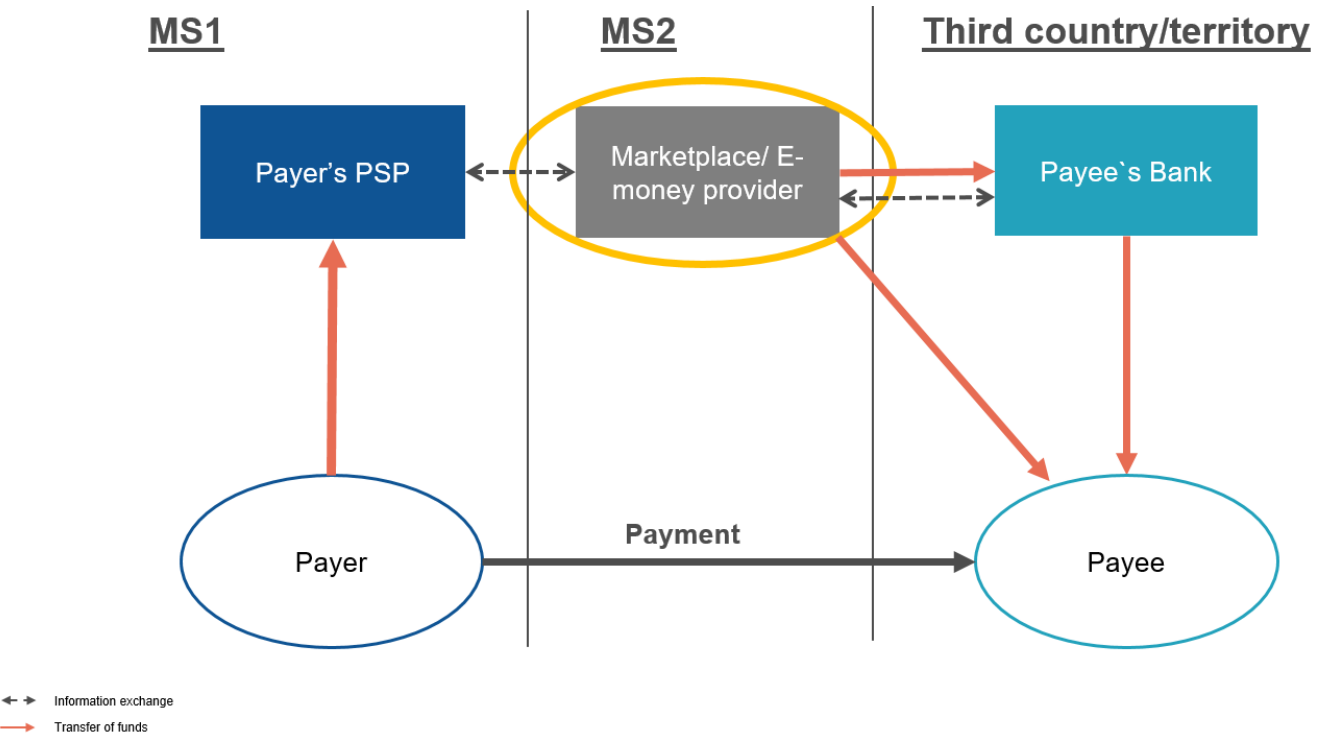 MS1
MS2
Third country/territory
Payer's PSP
Marketplace/ E-
money provider
Payee`s Bank
Payment
Payer
Payee
Information exchange
Transfer of funds